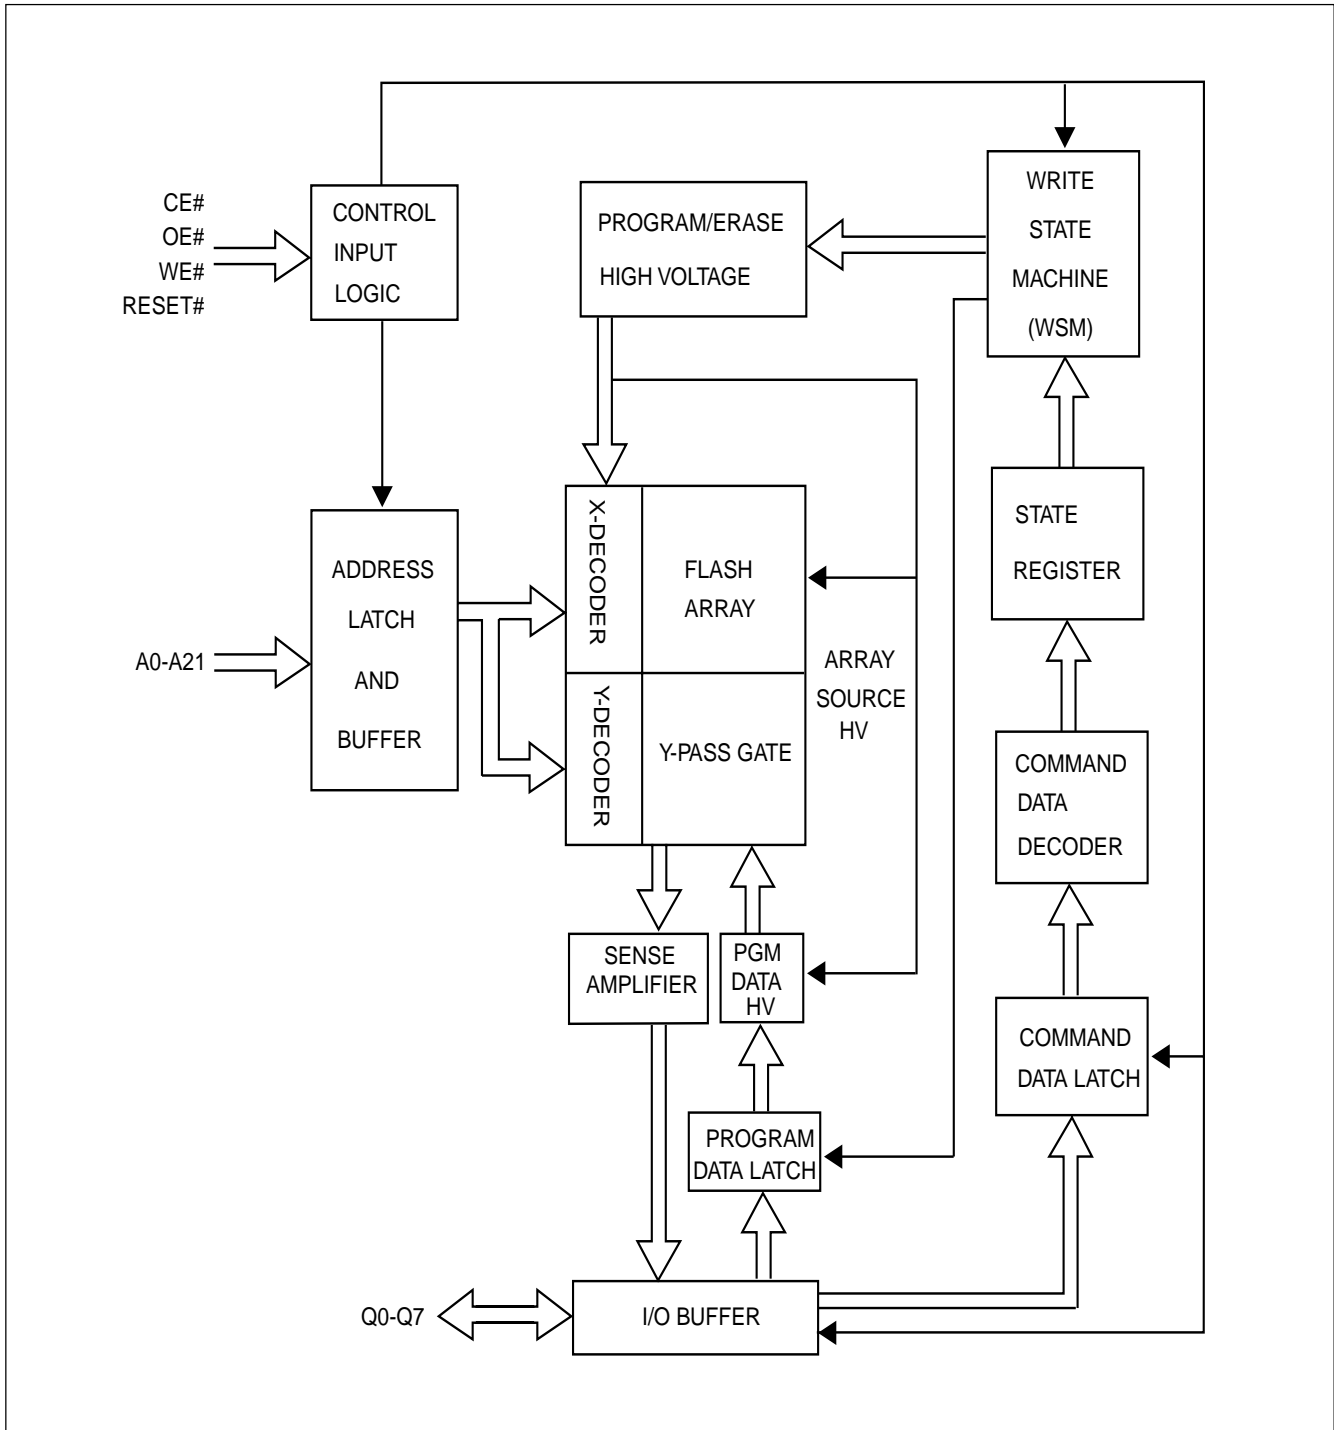 CE#
OE#
WE#
RESET#
CONTROL
INPUT
LOGIC
PROGRAM/ERASE
HIGH VOLTAGE
WRITE
STATE
MACHINE
(WSM)
STATE
REGISTER
X-DECODER
FLASH
ARRAY
ADDRESS
LATCH
AND
BUFFER
A0-A21
ARRAY
SOURCE
HV
Y-DECODER
Y-PASS GATE
COMMAND
DATA
DECODER
SENSE
AMPLIFIER
PGM
DATA
HV
COMMAND
DATA LATCH
PROGRAM
DATA LATCH
Q0-Q7
I/O BUFFER